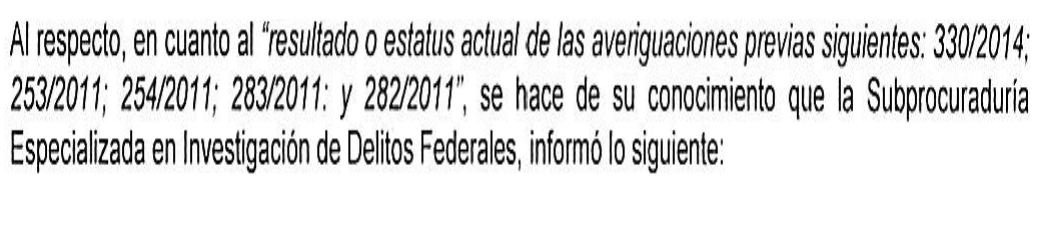 Al respecto, en cuanto al “resultado o estatus actual de las averiguaciones previas siguientes: 330/2014;
253/2011; 254/2011; 283/2011: y 282/2011”, se hace de su conocimiento que la Subprocuraduría
Especializada en Investigación de Delitos Federales, informó lo siguiente: